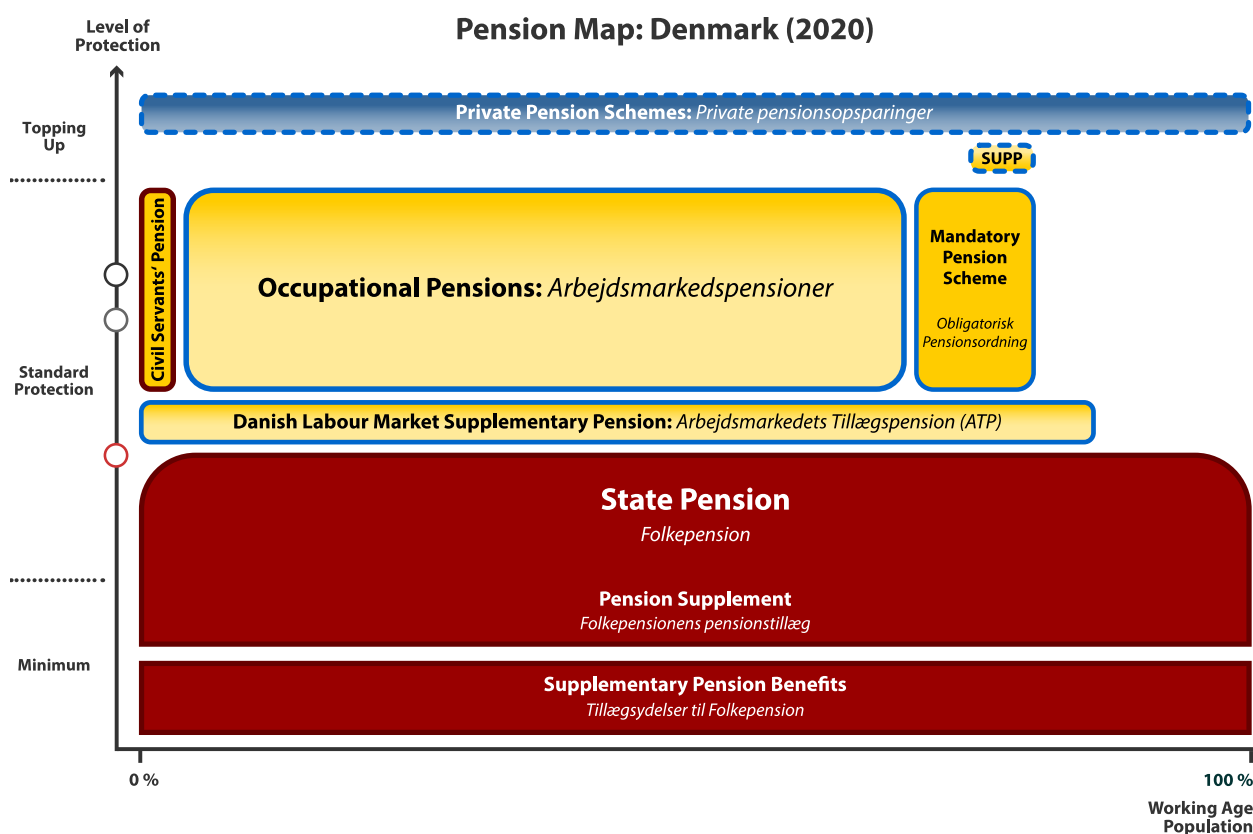 Pension Map: Denmark (2020)
Level of
Protection
Private Pension Schemes: Private pensionsopsparinger
Topping
Up
SUPP
Civil Servants' Pension
Occupational Pensions: Arbejdsmarkedspensioner
Mandatory
Pension
Scheme
Obligatorisk
Pensionsordning
Standard
Protection
Danish Labour Market Supplementary Pension: Arbejdsmarkedets Tillægspension (ATP)
State Pension
Folkepension
Pension Supplement
Folkepensionens pensionstillæg
Minimum
Supplementary Pension Benefits
Tillægsydelser til Folkepension
0 %
100 %
Working Age
Population